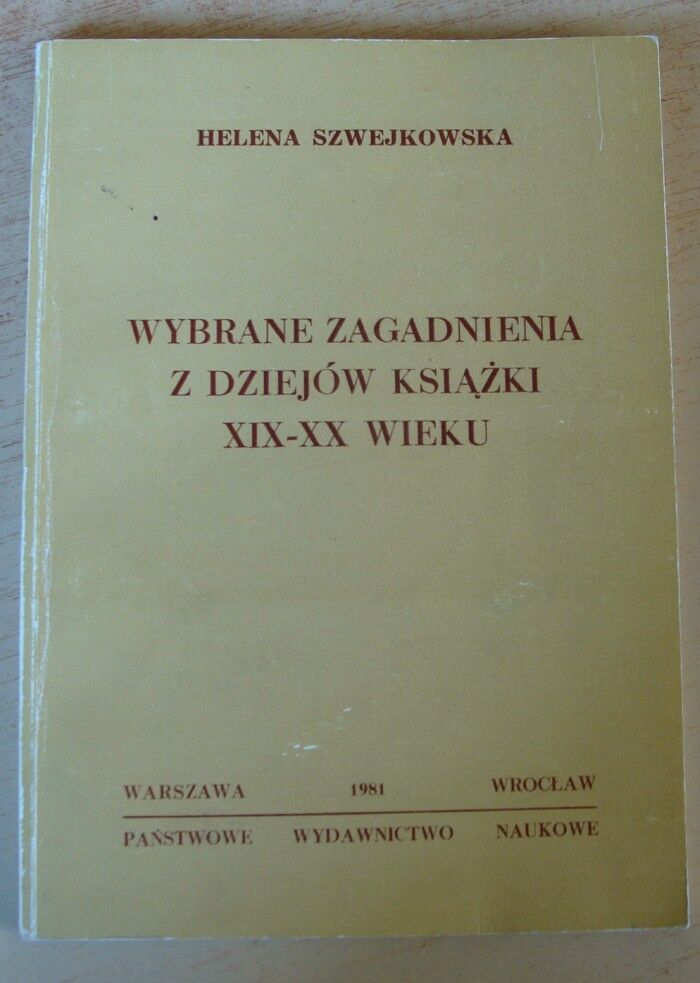 HELENA SZWEJKOWSKA
WYBRANE ZAGADNIENIA
Z DZIEJÓW KSIĄŻKI
XIX-XX WIEKU
WARSZAWA 1981 WROCŁAW
PAŃSTWOWE WYDAWNICTWO NAUKOWE